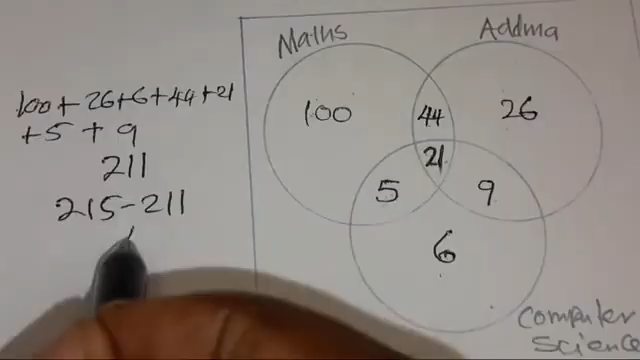 Maths
Addma
100 + 26 + 6 + 44 + 21
+ 5 + 9
211
215 - 211
100
44
26
21
5
9
6
Computer
Science